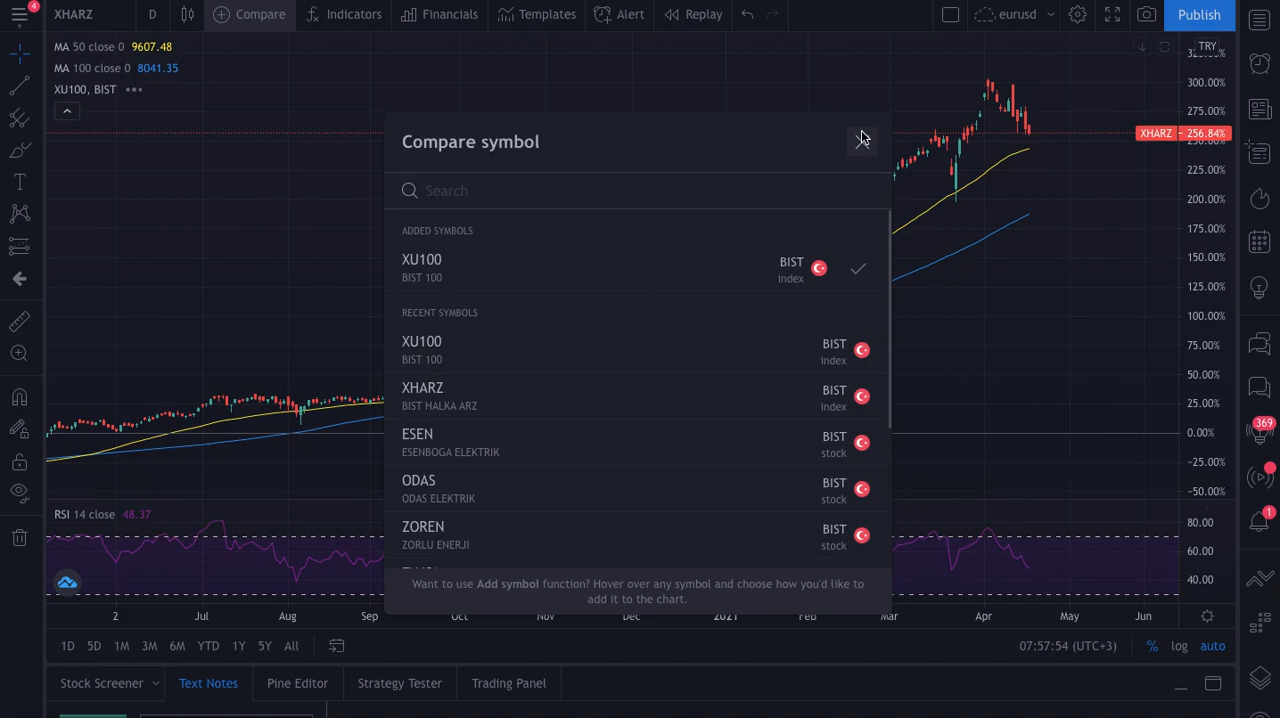 4
XHARZ
D
Compare
Indicators
Financials
Templates
Alert
Replay
eurusd
Publish
MA 50 close 0 9607.48
MA 100 close 0 8041.35
XU100, BIST •••
TRY
300.00%
275.00%
XHARZ
256.84%
225.00%
200.00%
175.00%
150.00%
125.00%
100.00%
75.00%
50.00%
25.00%
0.00%
−25.00%
−50.00%
Compare symbol
Search
ADDED SYMBOLS
XU100
BIST 100
BIST
index
RECENT SYMBOLS
XU100
BIST 100
BIST
index
XHARZ
BIST HALKA ARZ
BIST
index
ESEN
ESENBOGA ELEKTRIK
BIST
stock
ODAS
ODAS ELEKTRIK
BIST
stock
ZOREN
ZORLU ENERJI
BIST
stock
Want to use Add symbol function? Hover over any symbol and choose how you'd like to
add it to the chart.
RSI 14 close 48.37
80.00
60.00
40.00
2
Jul
Aug
Sep
Oct
Nov
Dec
2021
Feb
Mar
Apr
May
Jun
1D 5D 1M 3M 6M YTD 1Y 5Y All
07:57:54 (UTC+3)
% log auto
Stock Screener
Text Notes
Pine Editor
Strategy Tester
Trading Panel
369
1